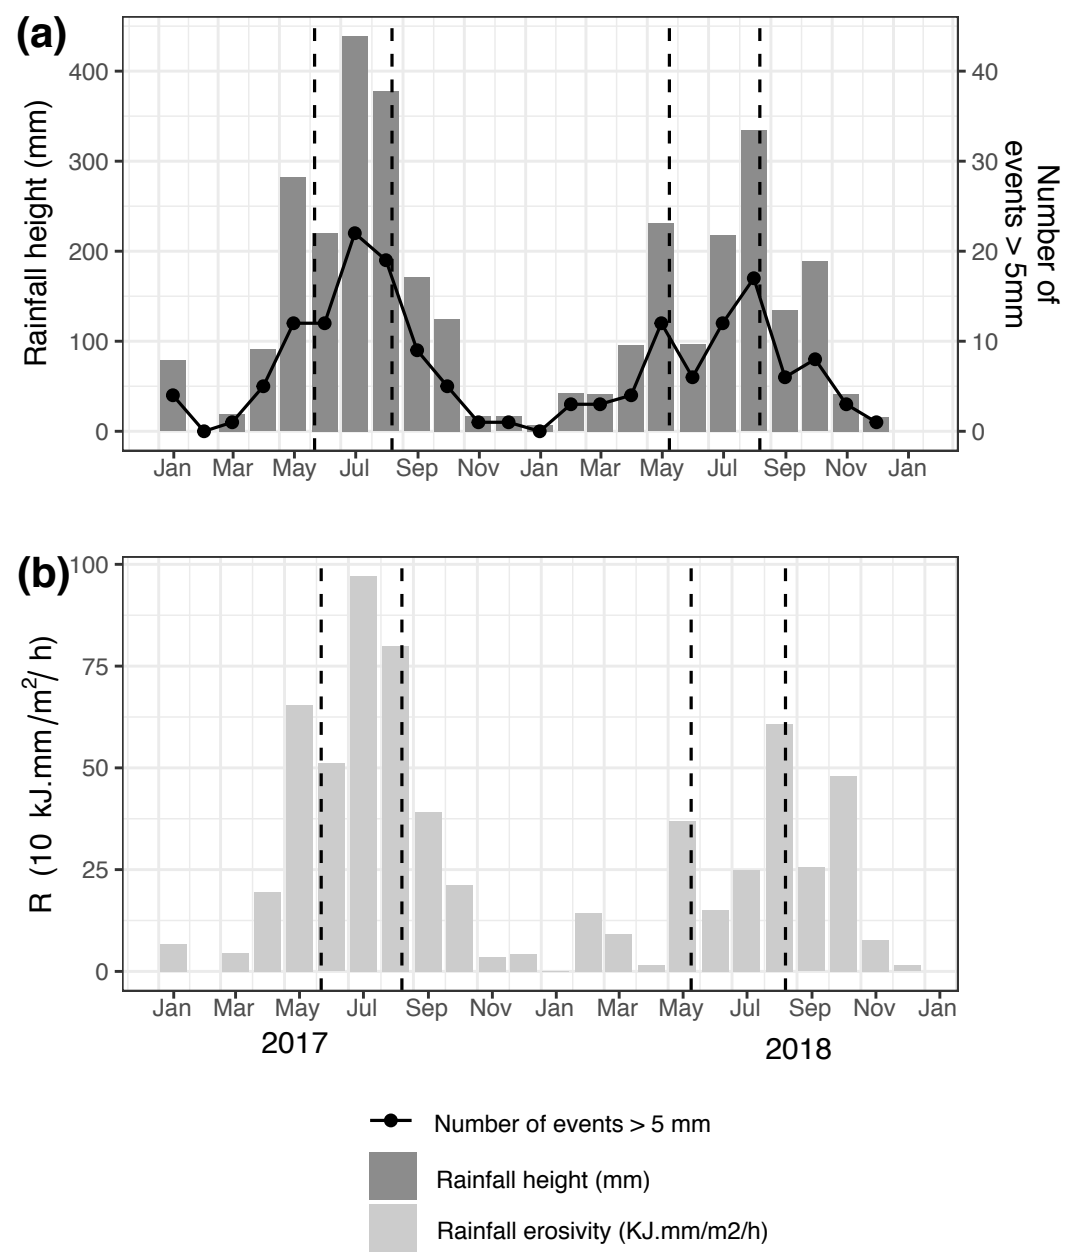 (a)
Rainfall height (mm)
400
300
200
100
0
40
30
20
10
0
Number of
events > 5mm
Jan Mar May Jul Sep Nov Jan Mar May Jul Sep Nov Jan
(b)
R (10 kJ.mm/m²/ h)
100
75
50
25
0
Jan Mar May Jul Sep Nov Jan Mar May Jul Sep Nov Jan
2017 2018
Number of events > 5 mm
Rainfall height (mm)
Rainfall erosivity (KJ.mm/m2/h)